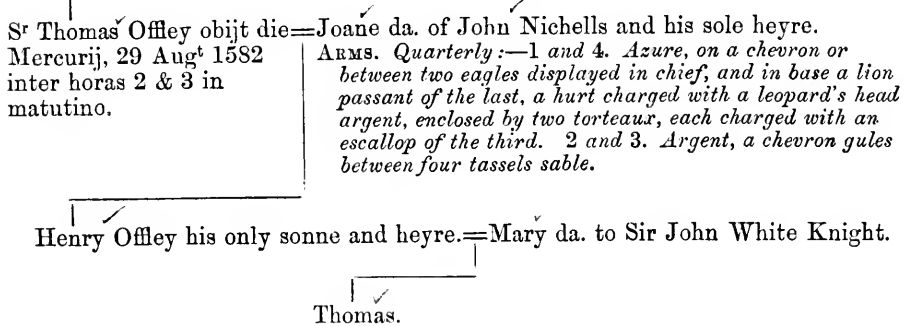 Sʳ Thomas Offley obijt die=Joane da. of John Nichells and his sole heyre.
Mercurij, 29 Augᵗ 1582
inter horas 2 & 3 in
matutino.
ARMS. Quarterly:—1 and 4. Azure, on a chevron or
between two eagles displayed in chief, and in base a lion
passant of the last, a hurt charged with a leopard's head
argent, enclosed by two torteaux, each charged with an
escallop of the third. 2 and 3. Argent, a chevron gules
between four tassels sable.
Henry Offley his only sonne and heyre.=Mary da. to Sir John White Knight.
Thomas.